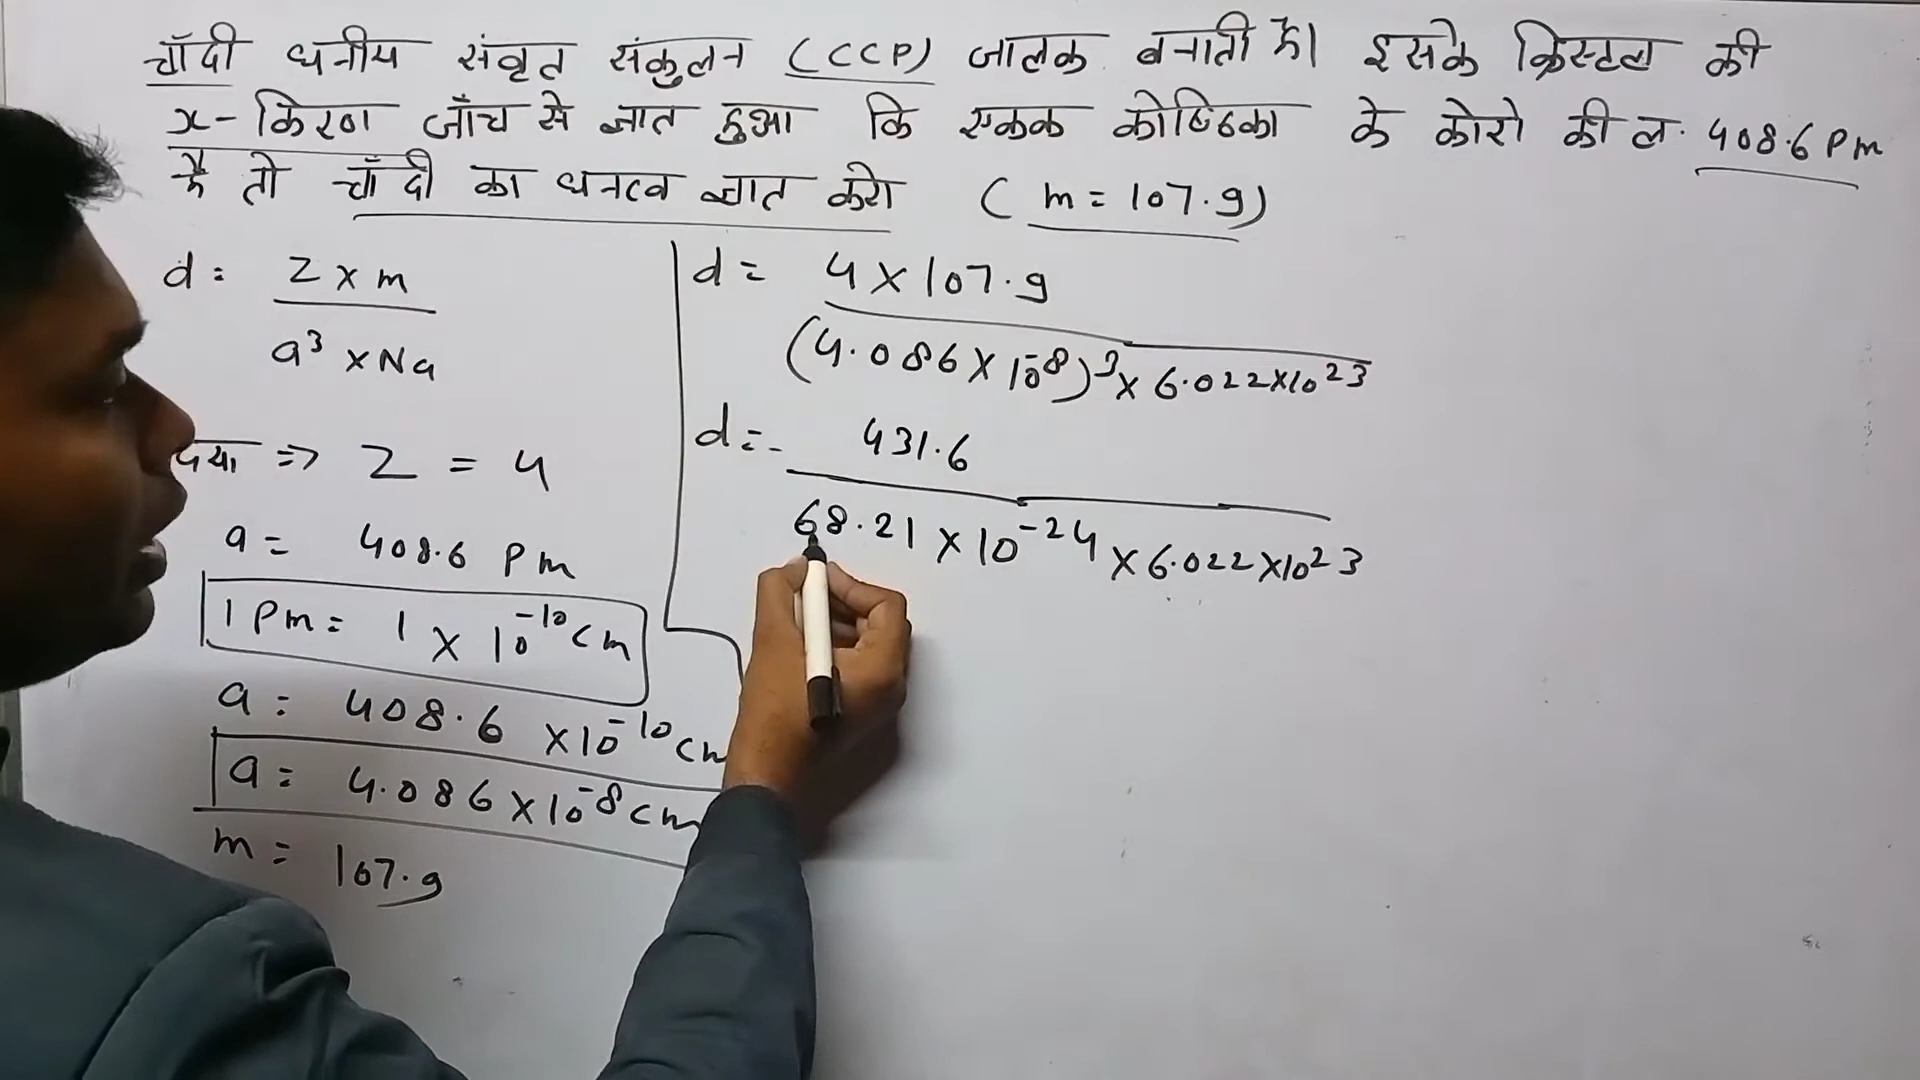 चाँदी घनीय संवृत संकुलन (CCP) जालक बनाती है। इसके क्रिस्टल की
x-किरण जाँच से ज्ञात हुआ कि एकक कोष्ठिका के कोरो की ल. 408.6 Pm
है तो चाँदी का घनत्व ज्ञात करो (m = 107.9)
d = Z × m
a³ × Na
दिया ⇒ Z = 4
a = 408.6 Pm
1 Pm = 1 × 10⁻¹⁰ cm
a = 408.6 × 10⁻¹⁰ cm
a = 4.086 × 10⁻⁸ cm
m = 107.9
d = 4 × 107.9
(4.086 × 10⁻⁸)³ × 6.022 × 10²³
d = 431.6
68.21 × 10⁻²⁴ × 6.022 × 10²³